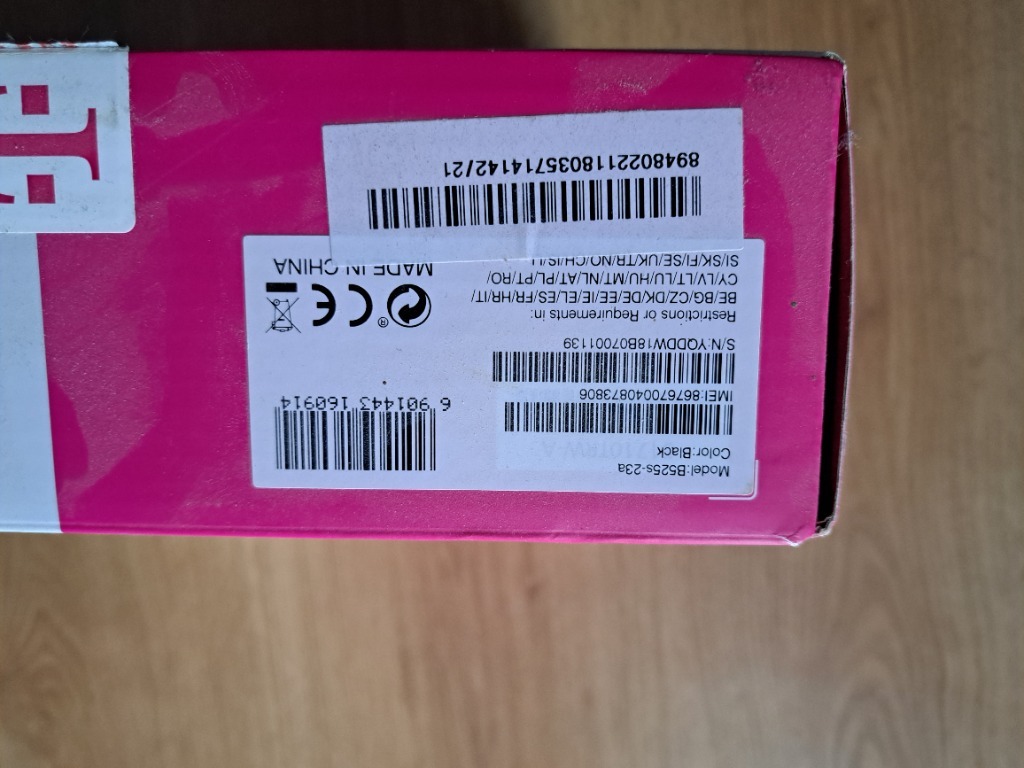 Model:B525s-23a
Color:Black
IMEI:867670040873806
S/N:YQDDW18B07001139
Restrictions or Requirements in:
BE/BG/CZ/DK/DE/EE/IE/EL/ES/FR/HR/IT/
CY/LV/LT/LU/HU/MT/NL/AT/PL/PT/RO/
SI/SK/FI/SE/UK/TR/NO/CH/IS/LI
6 901443 160914
CE
MADE IN CHINA
8948022118035714142/21
T